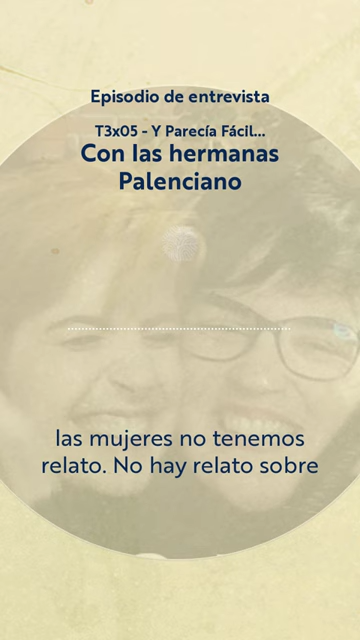 Episodio de entrevista
T3x05 - Y Parecía Fácil...
Con las hermanas
Palenciano
las mujeres no tenemos
relato. No hay relato sobre